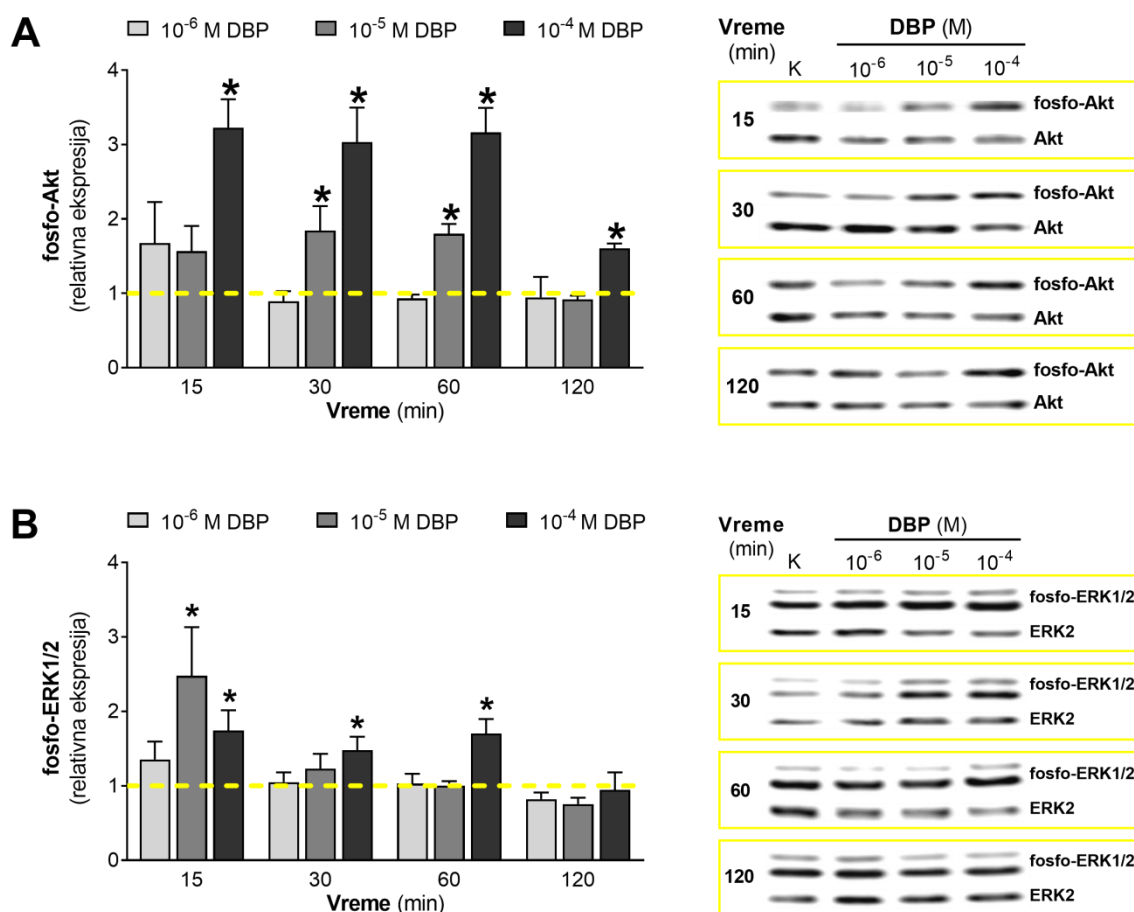 A
10⁻⁶ M DBP 10⁻⁵ M DBP 10⁻⁴ M DBP
fosfo-Akt
(relativna ekspresija)
4
3
2
1
0
* * * * * *
15 30 60 120
Vreme (min)
Vreme
(min)
DBP (M)
K 10⁻⁶ 10⁻⁵ 10⁻⁴
15
fosfo-Akt
Akt
30
fosfo-Akt
Akt
60
fosfo-Akt
Akt
120
fosfo-Akt
Akt
B
10⁻⁶ M DBP 10⁻⁵ M DBP 10⁻⁴ M DBP
fosfo-ERK1/2
(relativna ekspresija)
4
3
2
1
0
* * * *
15 30 60 120
Vreme (min)
Vreme
(min)
DBP (M)
K 10⁻⁶ 10⁻⁵ 10⁻⁴
15
fosfo-ERK1/2
ERK2
30
fosfo-ERK1/2
ERK2
60
fosfo-ERK1/2
ERK2
120
fosfo-ERK1/2
ERK2